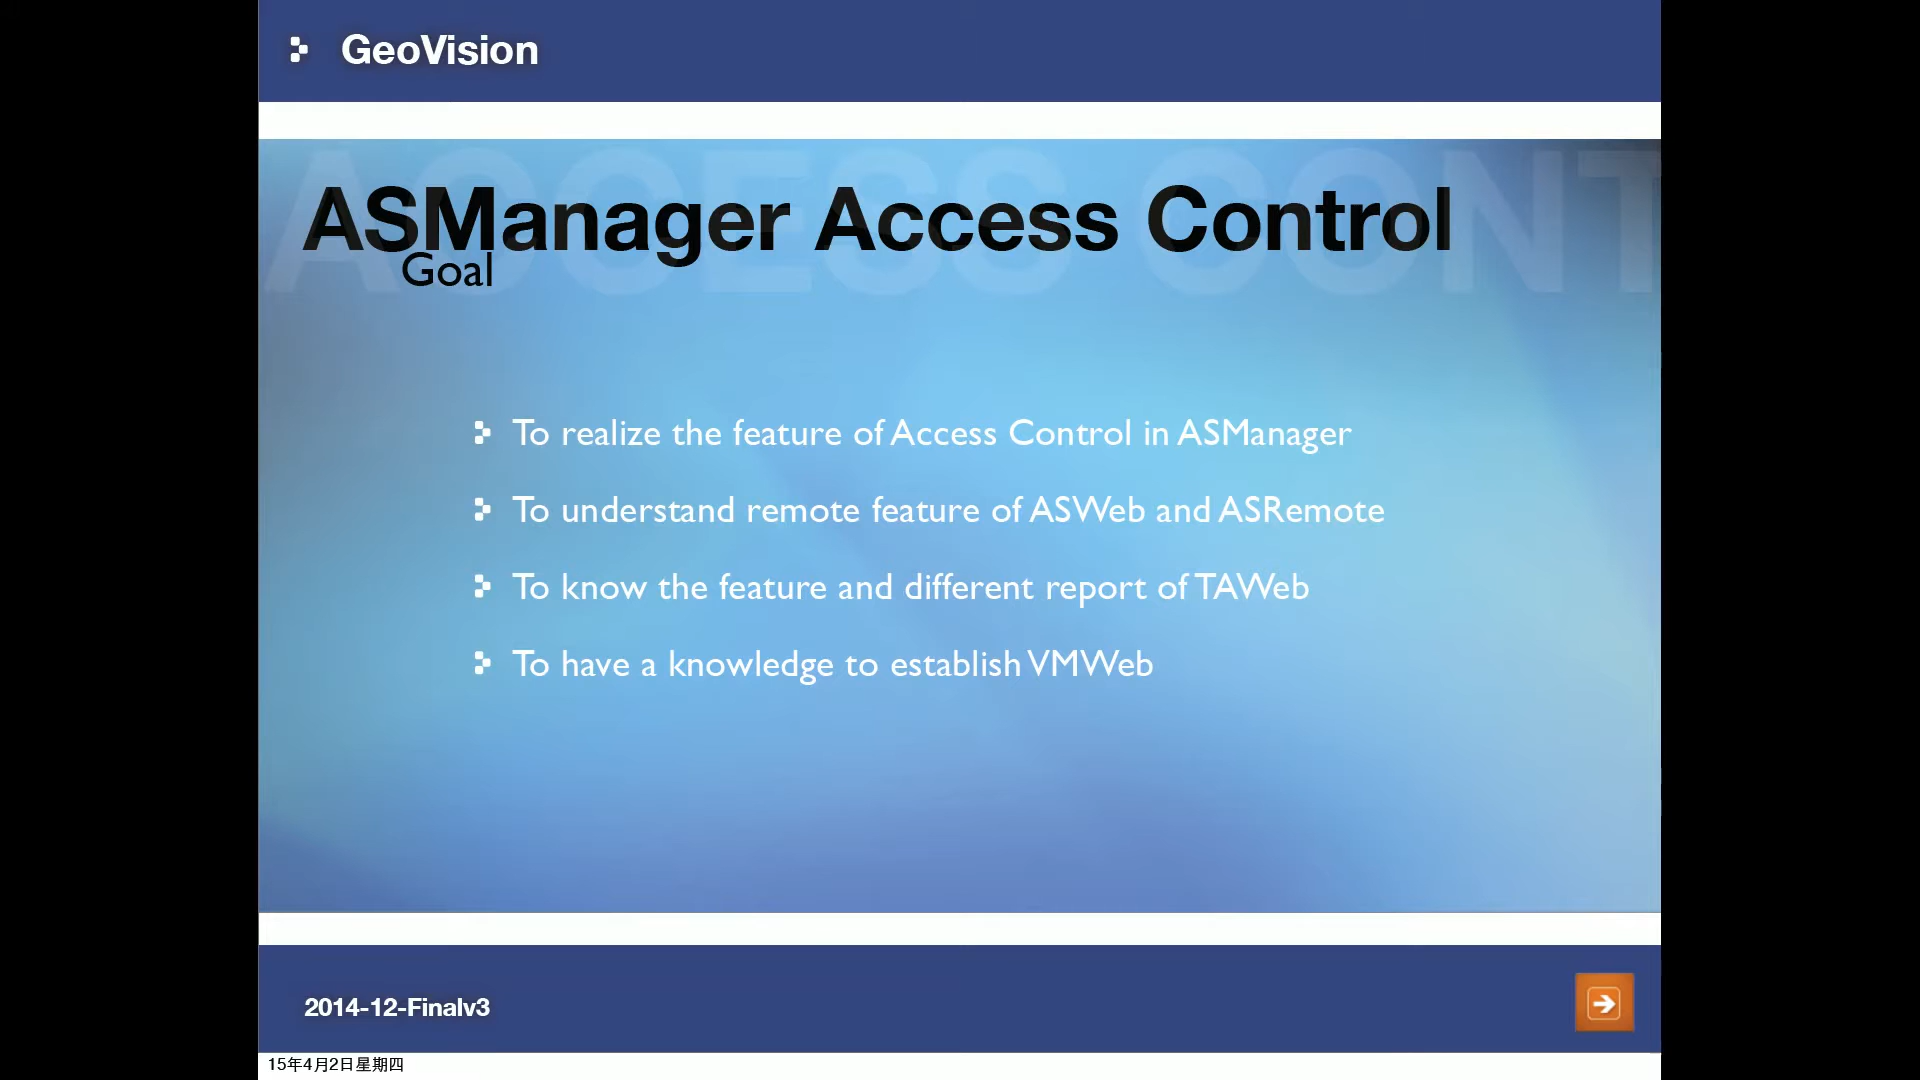 GeoVision
ACCESS CONT
ASManager Access Control
Goal
To realize the feature of Access Control in ASManager
To understand remote feature of ASWeb and ASRemote
To know the feature and different report of TAWeb
To have a knowledge to establish VMWeb
2014-12-Finalv3
15年4月2日星期四